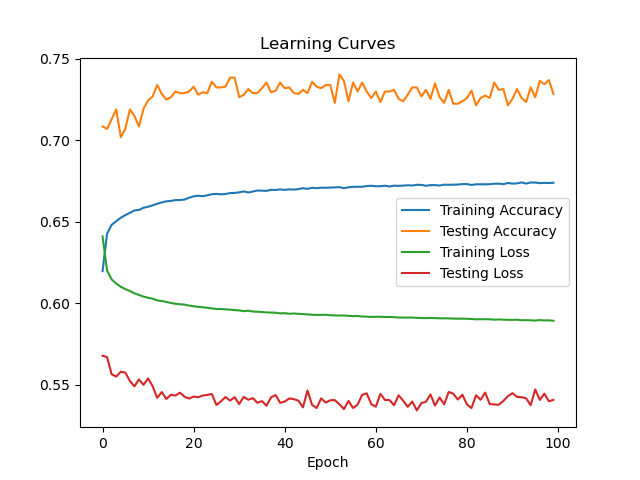 Learning Curves
0.75
0.70
0.65
0.60
0.55
Training Accuracy
Testing Accuracy
Training Loss
Testing Loss
0 20 40 60 80 100
Epoch